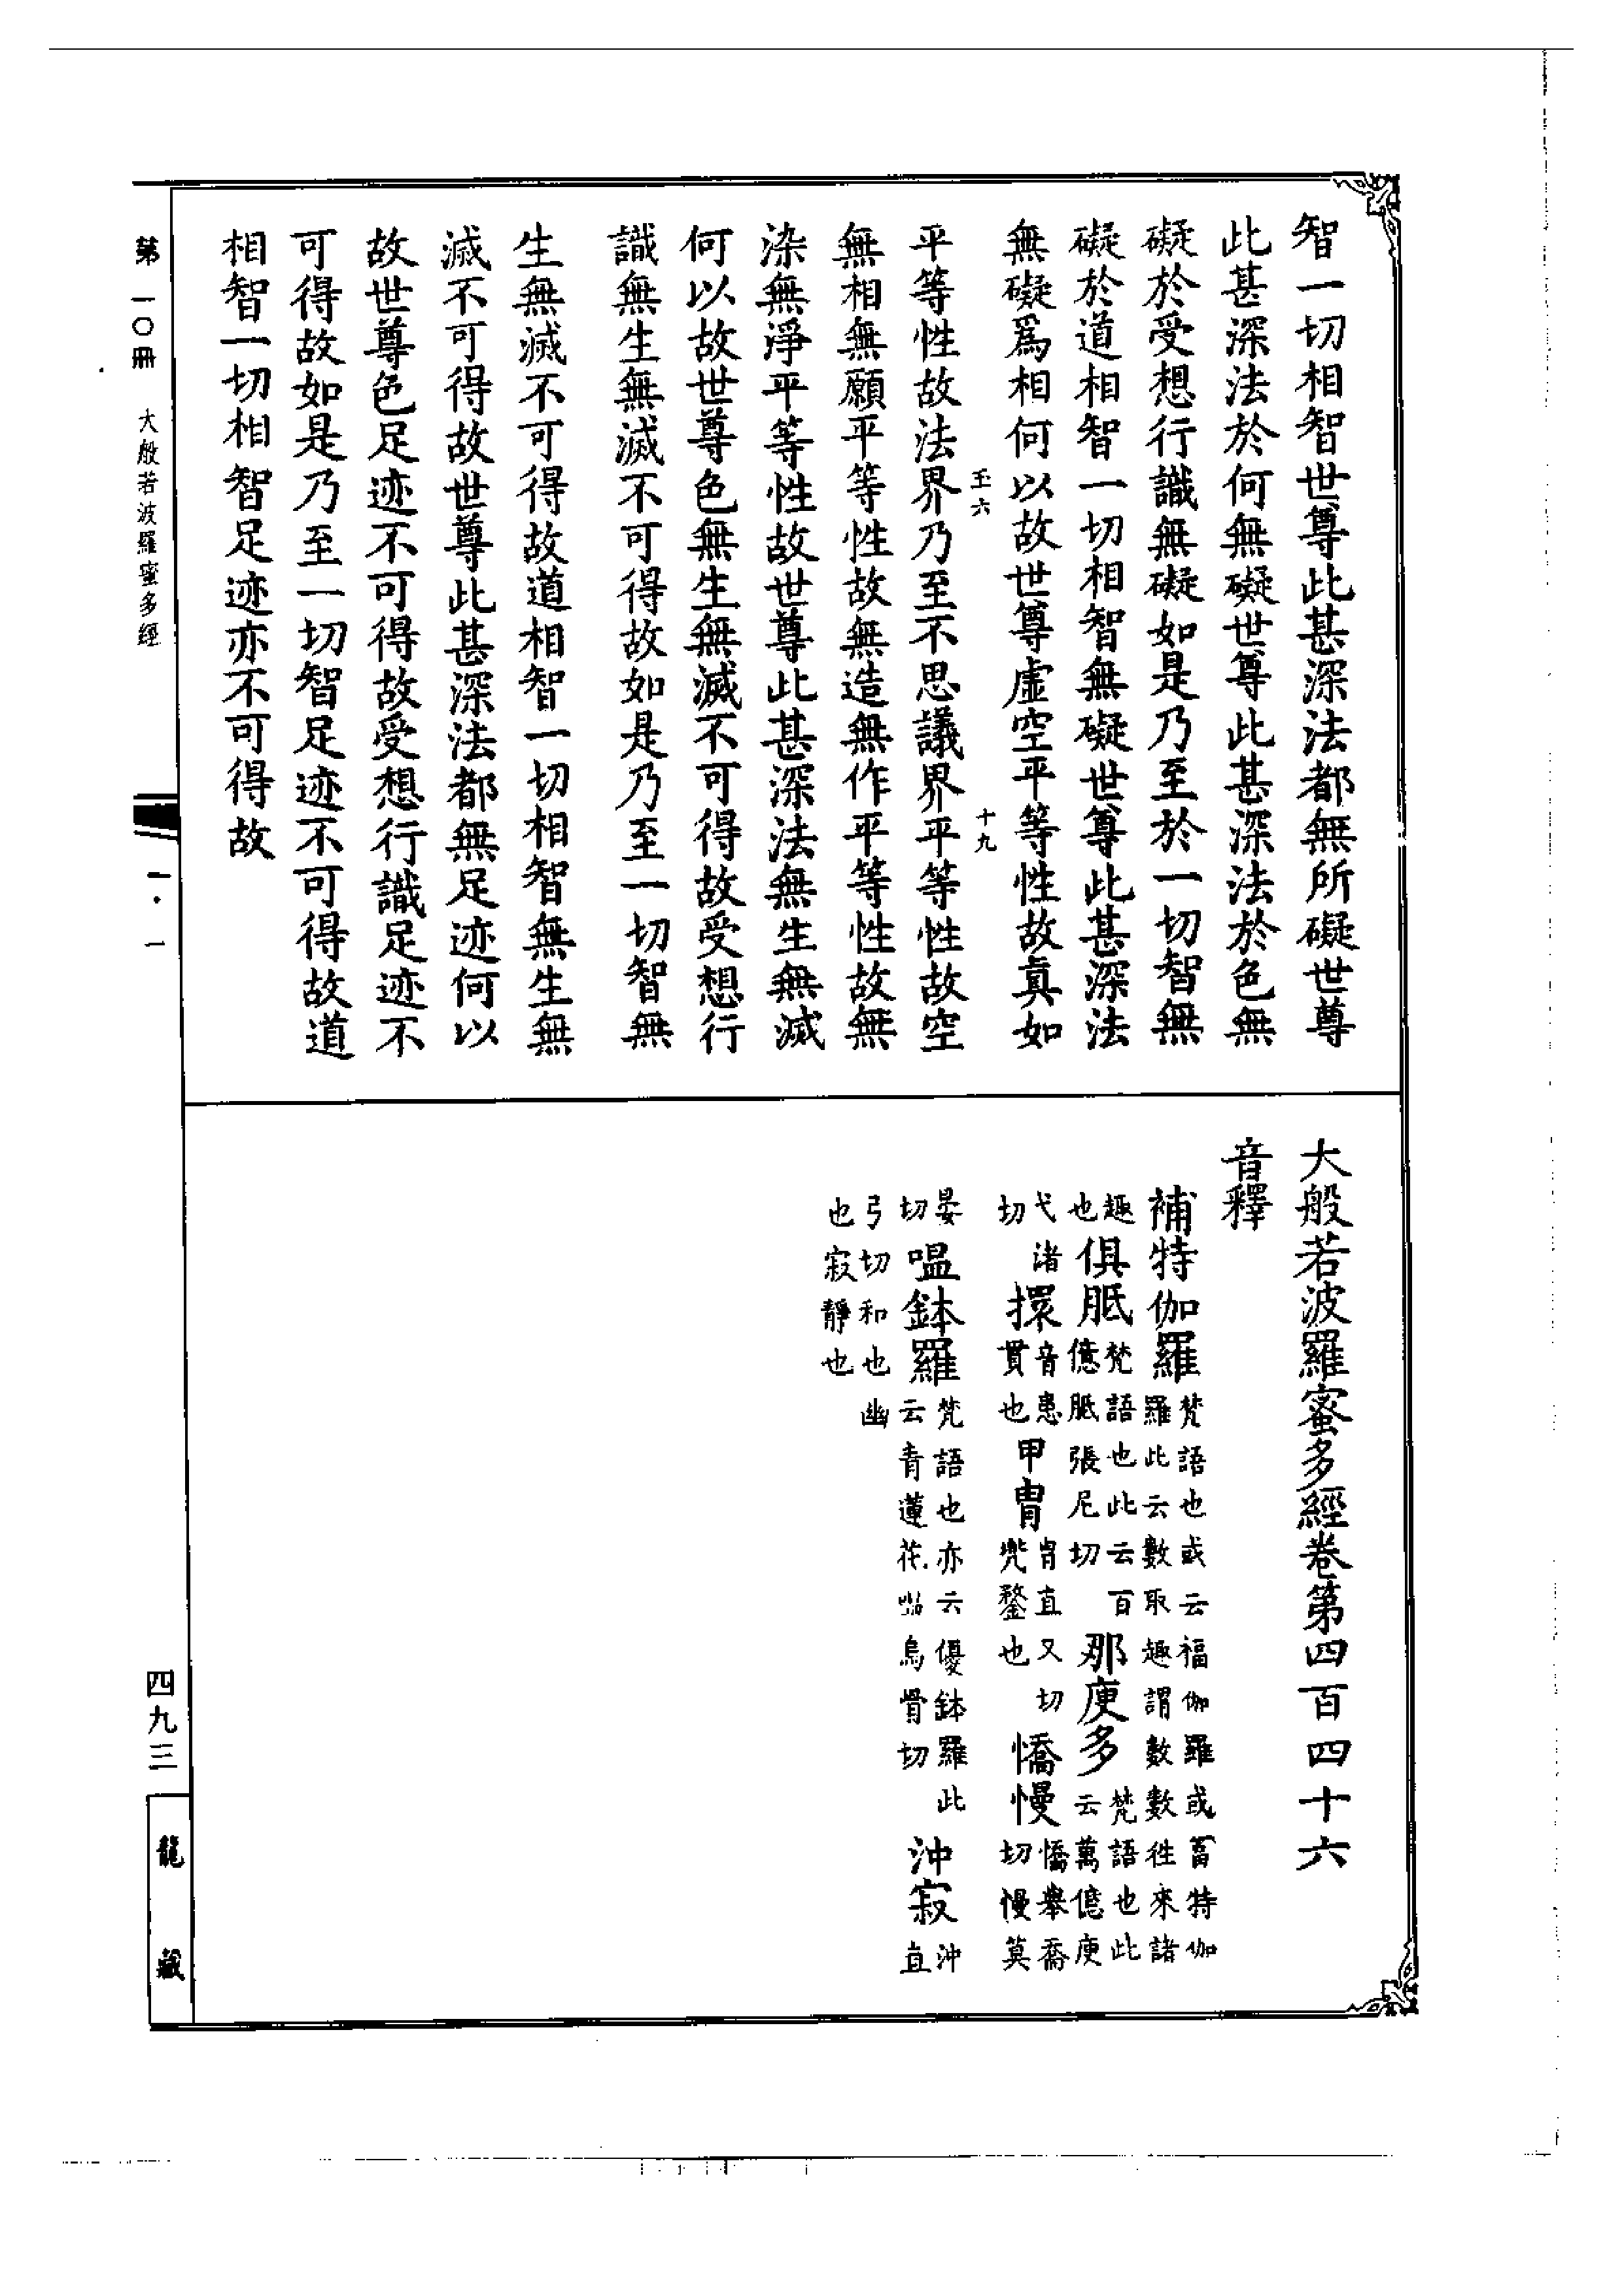 智一切相智世尊此甚深法都無所礙世尊
此甚深法於何無礙世尊此甚深法於色無
礙於受想行識無礙如是乃至於一切智無
礙於道相智一切相智無礙世尊此甚深法
無礙爲相何以故世尊虛空平等性故真如
平等性故法界乃至不思議界平等性故空
無相無願平等性故無造無作平等性故無
染無淨平等性故世尊此甚深法無生無滅
何以故世尊色無生無滅不可得故受想行
識無生無滅不可得故如是乃至一切智無
生無滅不可得故道相智一切相智無生無
滅不可得故世尊此甚深法都無足迹何以
故世尊色足迹不可得故受想行識足迹不
可得故如是乃至一切智足迹不可得故道
相智一切相智足迹亦不可得故
玉六
十九
大般若波羅蜜多經卷第四百四十六
音釋
補特伽羅
梵語也或云福伽羅或富特伽
羅此云數取趣謂數數往來諸
趣
也
俱胝
梵語也此云百
億胝張尼切
那庾多
梵語也此
云萬億庾
弋渚
切
擐
音患
貫也
甲冑
冑直又切
兜鍪也
憍慢
憍舉喬
切慢莫
晏
切
嗢鉢羅
梵語也亦云優鉢羅此
云青蓮花嗢烏骨切
沖寂
沖直
弓切和也幽
也寂靜也
第一〇冊 大般若波羅蜜多經
一·一
四九三
龍藏